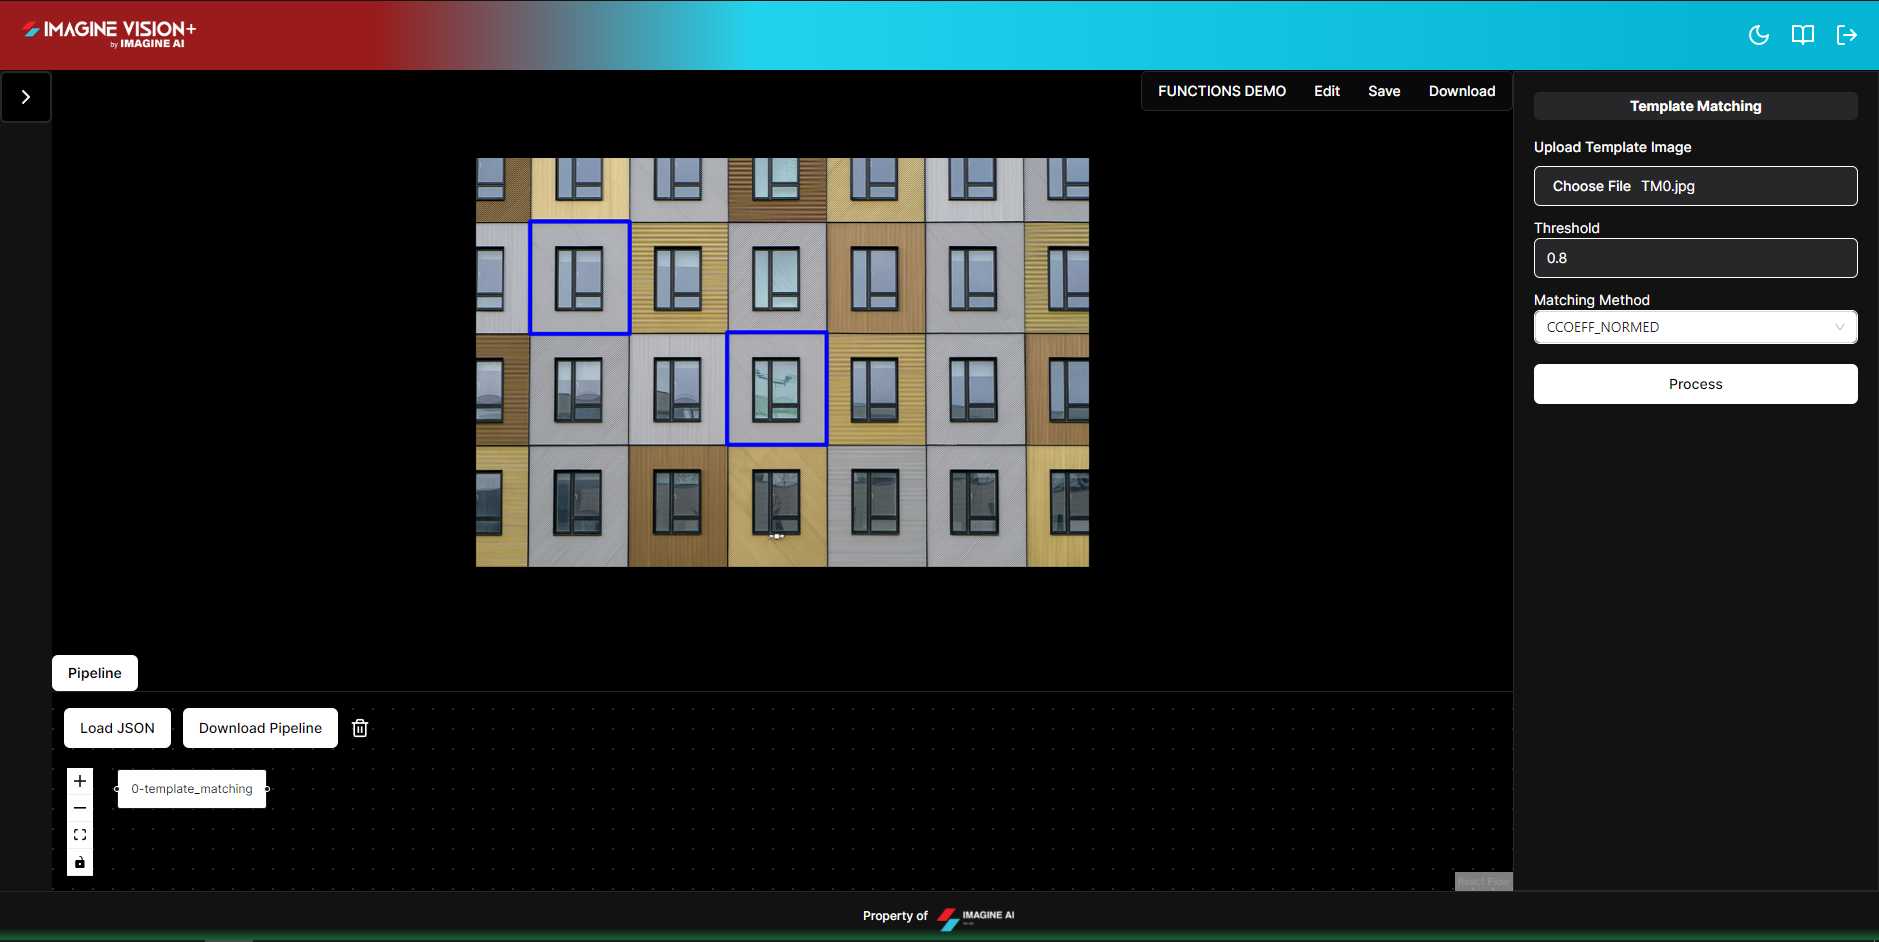 IMAGINE VISION+
by IMAGINE AI
FUNCTIONS DEMO Edit Save Download
Template Matching
Upload Template Image
Choose File TM0.jpg
Threshold
0.8
Matching Method
CCOEFF_NORMED
Process
Pipeline
Load JSON Download Pipeline
0-template_matching
React Flow
Property of IMAGINE AI